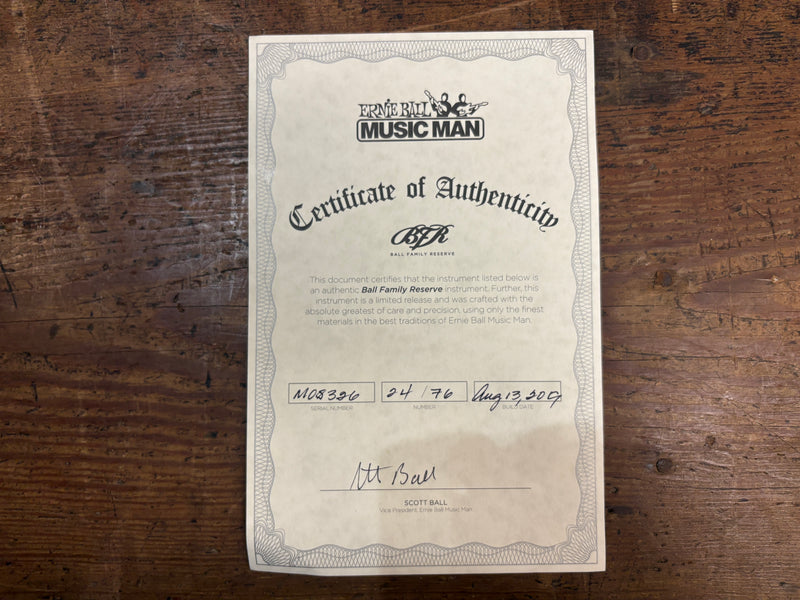 ERNIE BALL
MUSIC MAN
Certificate of Authenticity
BFR
BALL FAMILY RESERVE
This document certifies that the instrument listed below is
an authentic Ball Family Reserve instrument. Further, this
instrument is a limited release and was crafted with the
absolute greatest of care and precision, using only the finest
materials in the best traditions of Ernie Ball Music Man.
24 / 76
Aug 13,
SERIAL NUMBER
NUMBER
BUILD DATE
Ball
SCOTT BALL
Vice President, Ernie Ball Music Man